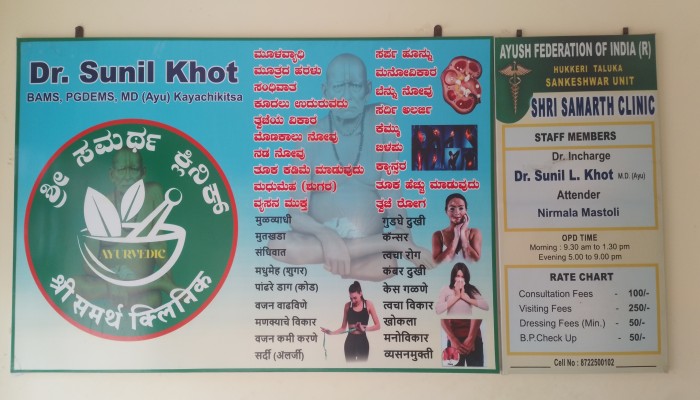 Dr. Sunil Khot
BAMS, PGDEMS, MD (Ayu) Kayachikitsa
ಶ್ರೀ ಸಮರ್ಥ ಕ್ಲಿನಿಕ್
AYURVEDIC
श्री समर्थ क्लिनिक
ಮೂಳವ್ಯಾಧಿ
ಮೂತ್ರದ ಹರಳು
ಸಂಧಿವಾತ
ಕೂದಲು ಉದುರುವದು
ತ್ವಚೆಯ ವಿಕಾರ
ಮೊಣಕಾಲು ನೋವು
ನಡ ನೋವು
ತೂಕ ಕಡಿಮೆ ಮಾಡುವುದು
ಮಧುಮೇಹ (ಶುಗರ)
ವ್ಯಸನ ಮುಕ್ತ
मुळव्याधी
मुतखडा
संधिवात
मधुमेह (शुगर)
पांढरे डाग (कोड)
वजन वाढविणे
मणक्याचे विकार
वजन कमी करणे
सर्दी (अॅलर्जी)
ಸರ್ಪ ಹೂನ್ನು
ಮನೋವಿಕಾರ
ಬೆನ್ನು ನೋವು
ಸರ್ದಿ ಅಲರ್ಜಿ
ಕೆಮ್ಮು
ಬಿಳುಪು
ಕ್ಯಾನ್ಸರ
ತೂಕ ಹೆಚ್ಚು ಮಾಡುವುದು
ತ್ವಚೆ ರೋಗ
गुडघे दुखी
कॅन्सर
त्वचा रोग
कंबर दुखी
केस गळणे
त्वचा विकार
खोकला
मनोविकार
व्यसनमुक्ती
AYUSH FEDERATION OF INDIA (R)
HUKKERI TALUKA
SANKESHWAR UNIT
SHRI SAMARTH CLINIC
STAFF MEMBERS
Dr. Incharge
Dr. Sunil L. Khot M.D. (Ayu)
Attender
Nirmala Mastoli
OPD TIME
Morning : 9.30 am to 1.30 pm
Evening 5.00 to 9.00 pm
RATE CHART
Consultation Fees - 100/-
Visiting Fees - 250/-
Dressing Fees (Min.) - 50/-
B.P.Check Up - 50/-
Cell No : 8722500102